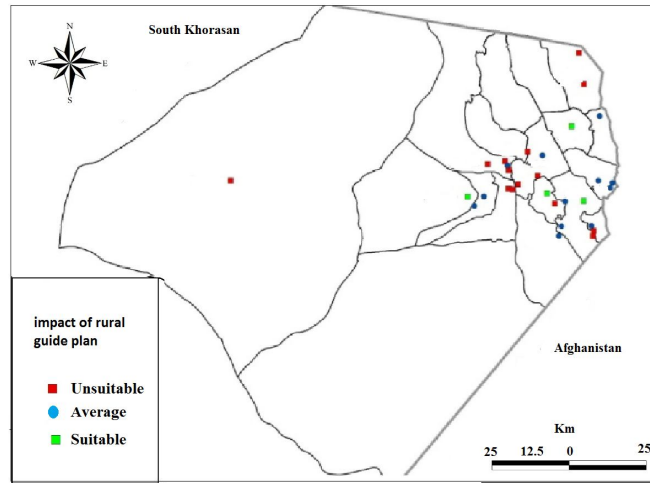 South Khorasan
N
W E
S
impact of rural
guide plan
Unsuitable
Average
Suitable
Afghanistan
Km
25 12.5 0 25